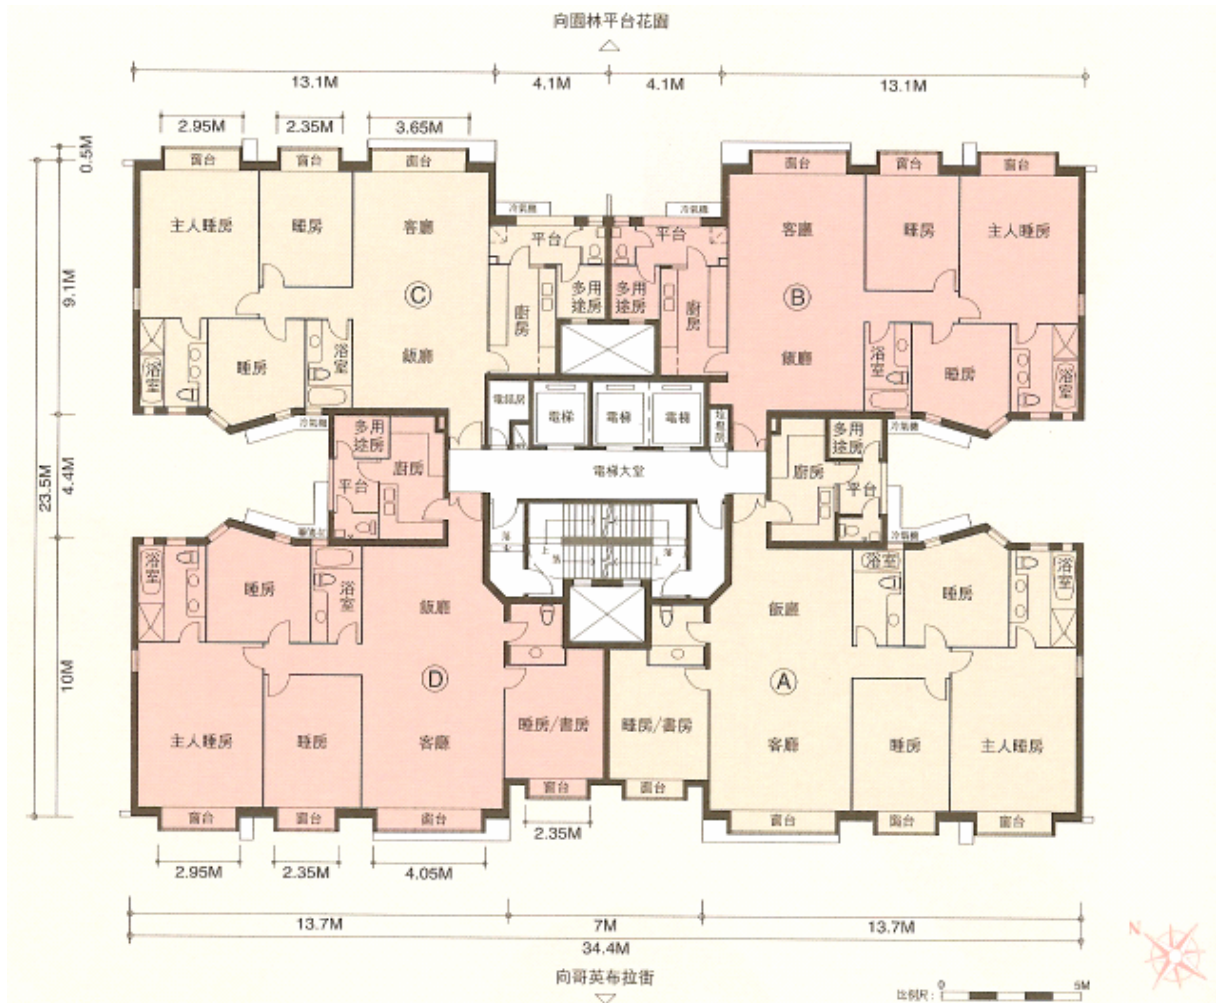 向園林平台花園
13.1M
4.1M
4.1M
13.1M
2.95M
2.35M
3.65M
0.5M
窗台
窗台
窗台
窗台
窗台
窗台
冷氣機
冷氣機
主人睡房
睡房
客廳
平台
平台
客廳
睡房
主人睡房
9.1M
C
多用途房
多用途房
B
廚房
廚房
飯廳
飯廳
浴室
睡房
浴室
浴室
睡房
浴室
電梯
電梯
電梯
冷氣機
冷氣機
23.5M
4.4M
多用途房
廚房
平台
電梯大堂
多用途房
廚房
平台
冷氣機
上
落
落
上
浴室
睡房
浴室
飯廳
飯廳
浴室
睡房
浴室
10M
D
A
主人睡房
睡房
客廳
睡房/書房
睡房/書房
客廳
睡房
主人睡房
窗台
窗台
窗台
窗台
窗台
窗台
窗台
窗台
2.35M
2.95M
2.35M
4.05M
13.7M
7M
13.7M
34.4M
向哥英布拉街
N
比例尺：
0
5M